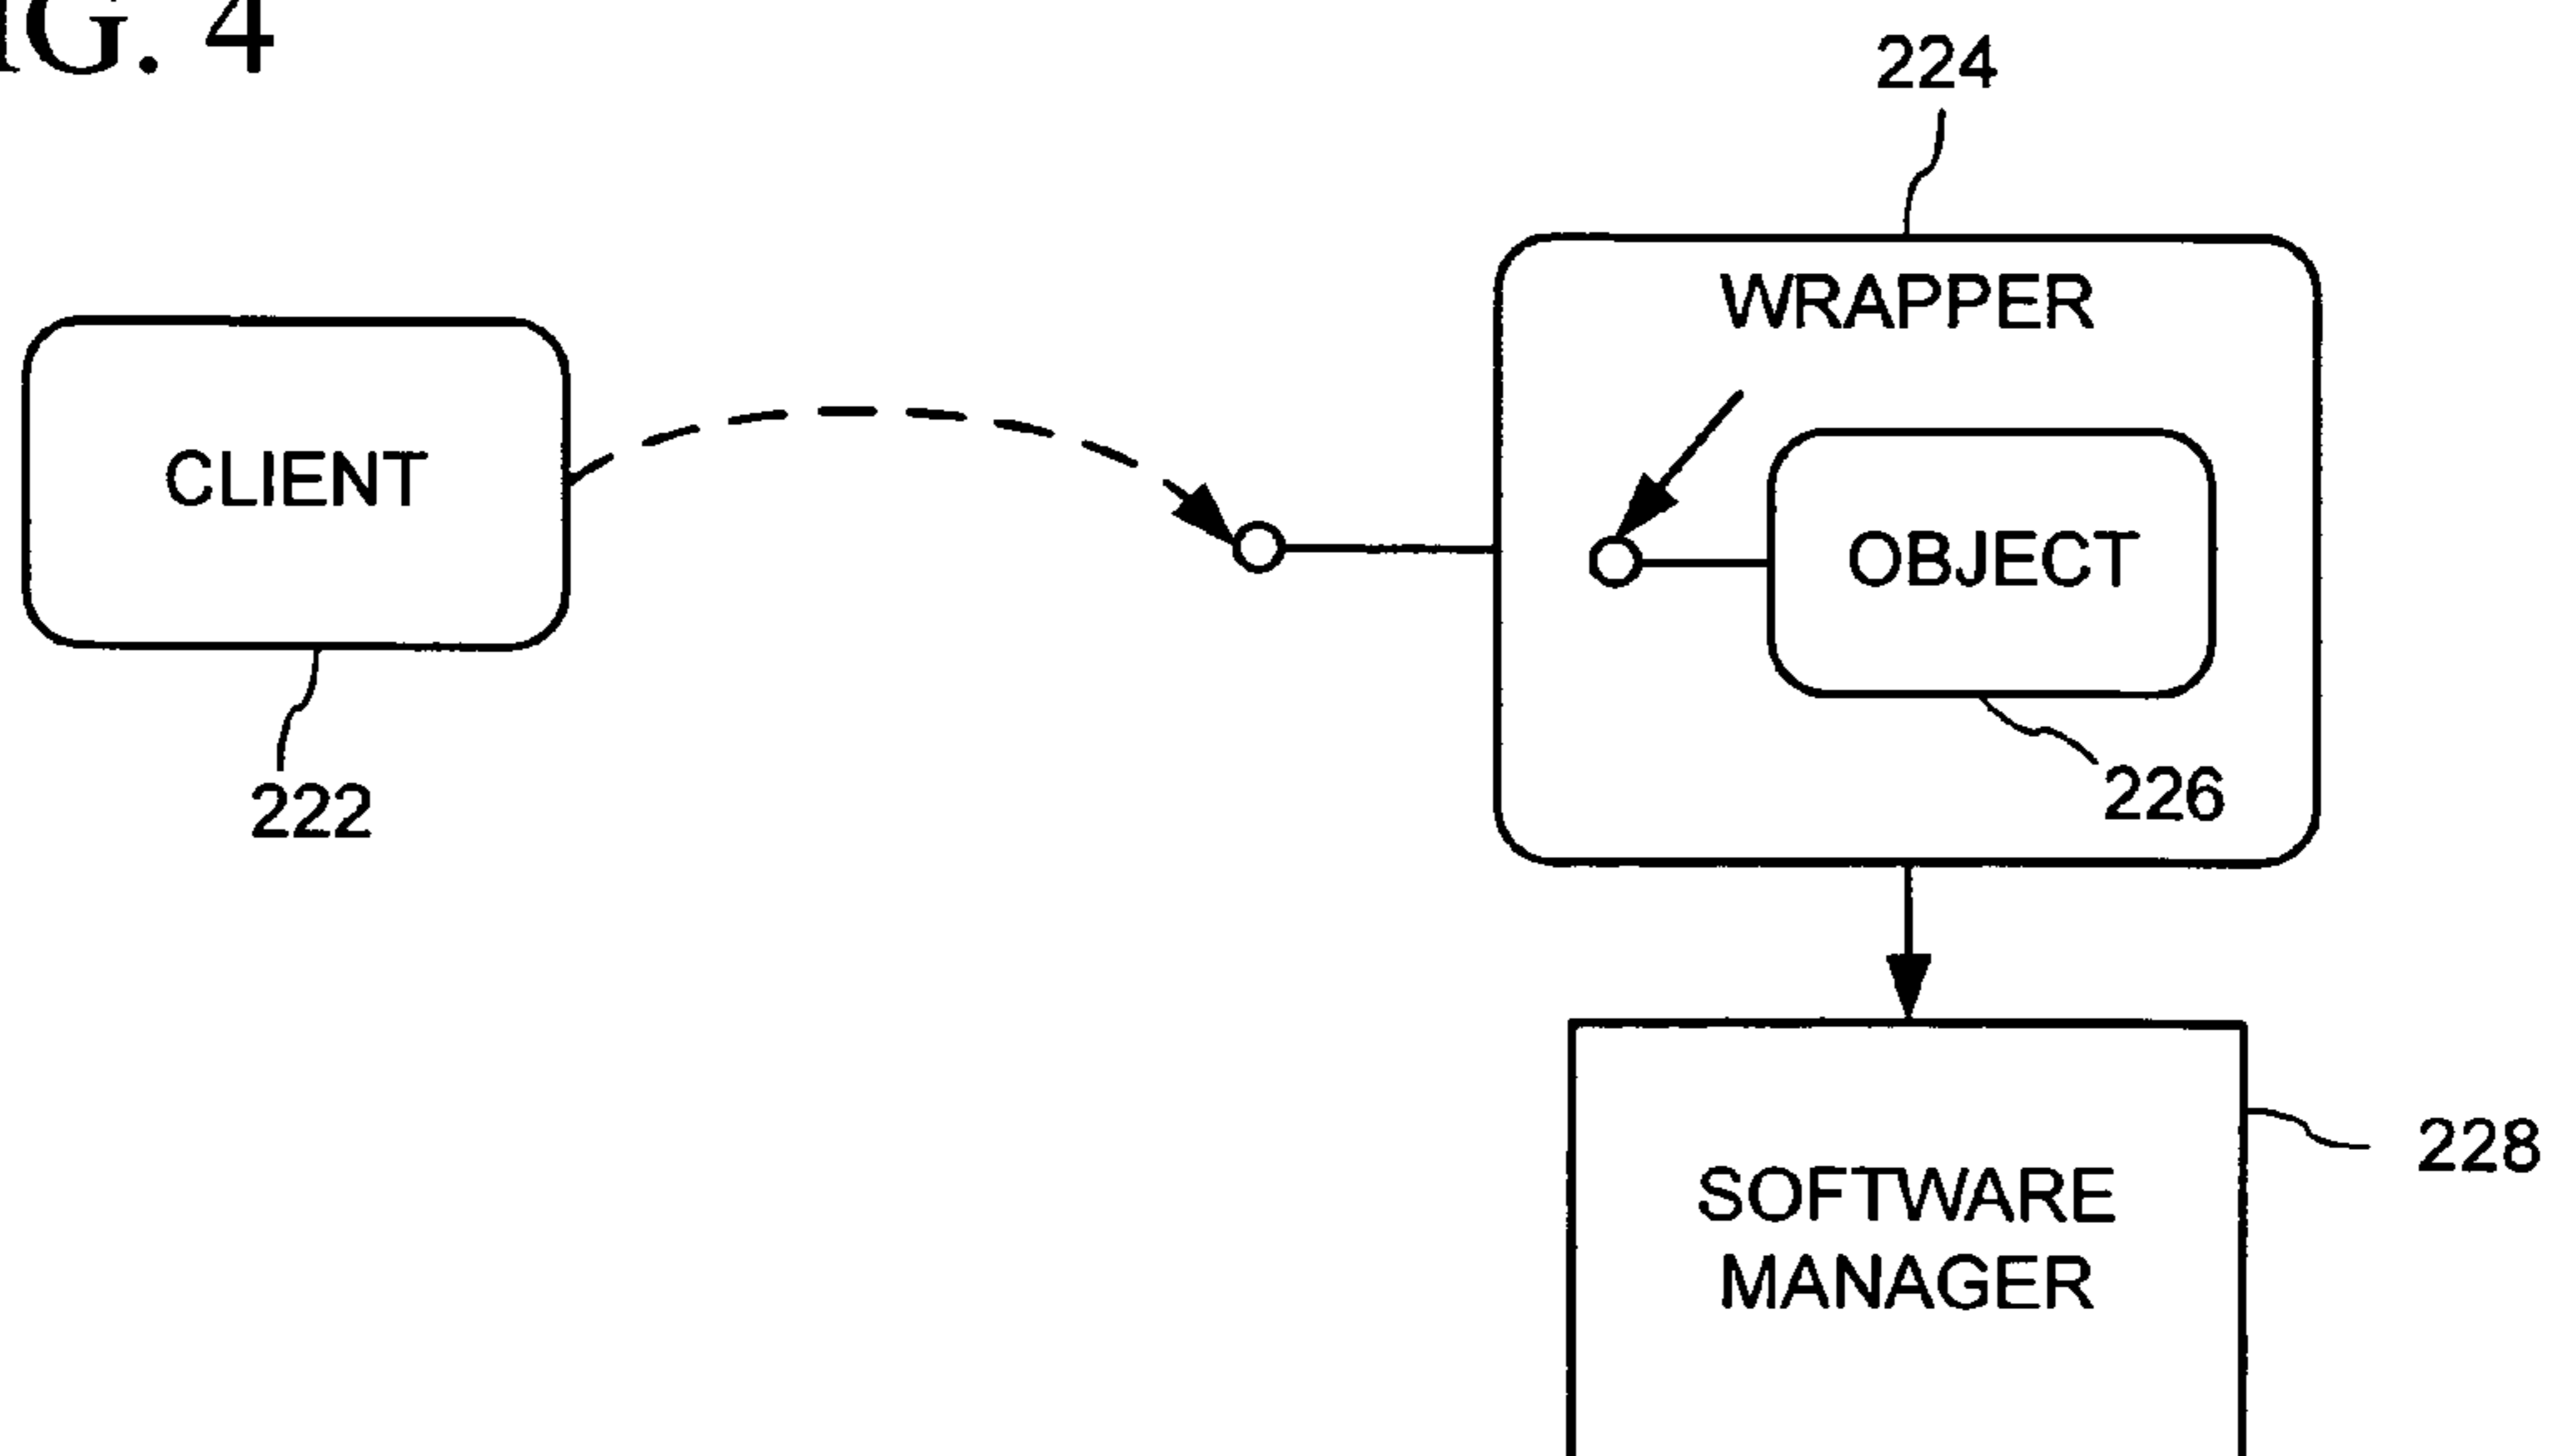 IG. 4
224
WRAPPER
CLIENT
OBJECT
222
226
228
SOFTWARE
MANAGER